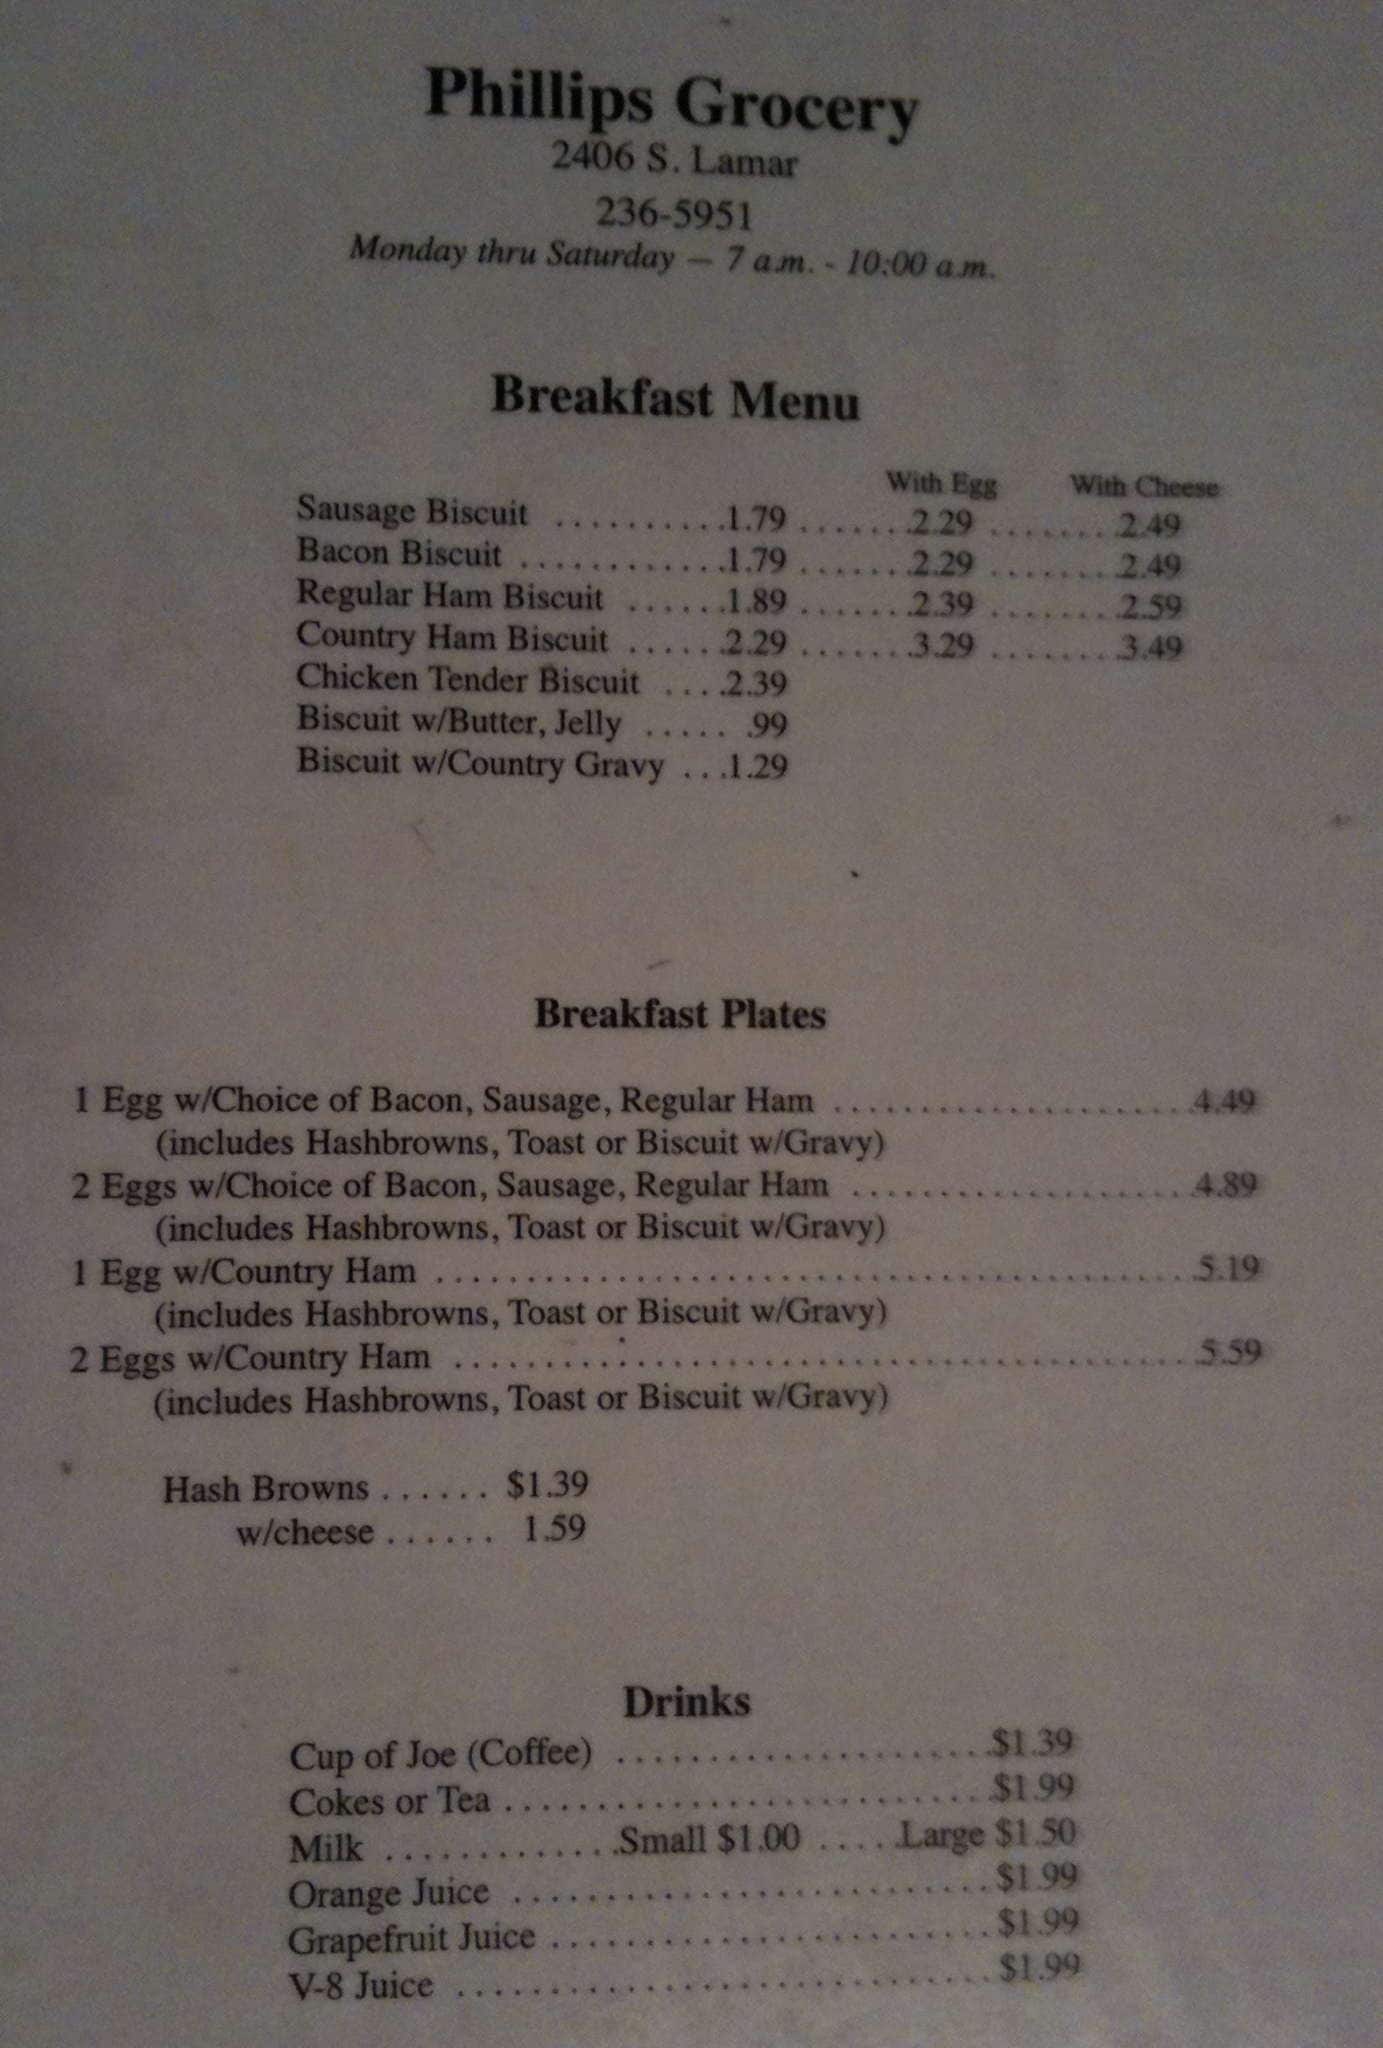 Phillips Grocery
2406 S. Lamar
236-5951
Monday thru Saturday – 7 a.m. - 10:00 a.m.
Breakfast Menu
With Egg With Cheese
Sausage Biscuit ..........1.79 .......2.29 ........2.49
Bacon Biscuit ............1.79 .......2.29 ........2.49
Regular Ham Biscuit ......1.89 .......2.39 ........2.59
Country Ham Biscuit ......2.29 .......3.29 ........3.49
Chicken Tender Biscuit ....2.39
Biscuit w/Butter, Jelly ..... .99
Biscuit w/Country Gravy ...1.29
Breakfast Plates
1 Egg w/Choice of Bacon, Sausage, Regular Ham .....................4.49
(includes Hashbrowns, Toast or Biscuit w/Gravy)
2 Eggs w/Choice of Bacon, Sausage, Regular Ham ....................4.89
(includes Hashbrowns, Toast or Biscuit w/Gravy)
1 Egg w/Country Ham ............................................5.19
(includes Hashbrowns, Toast or Biscuit w/Gravy)
2 Eggs w/Country Ham ...........................................5.59
(includes Hashbrowns, Toast or Biscuit w/Gravy)
Hash Browns ...... $1.39
w/cheese ...... 1.59
Drinks
Cup of Joe (Coffee) .....................$1.39
Cokes or Tea ...........................$1.99
Milk .............Small $1.00 .....Large $1.50
Orange Juice ..........................$1.99
Grapefruit Juice ........................$1.99
V-8 Juice .............................$1.99